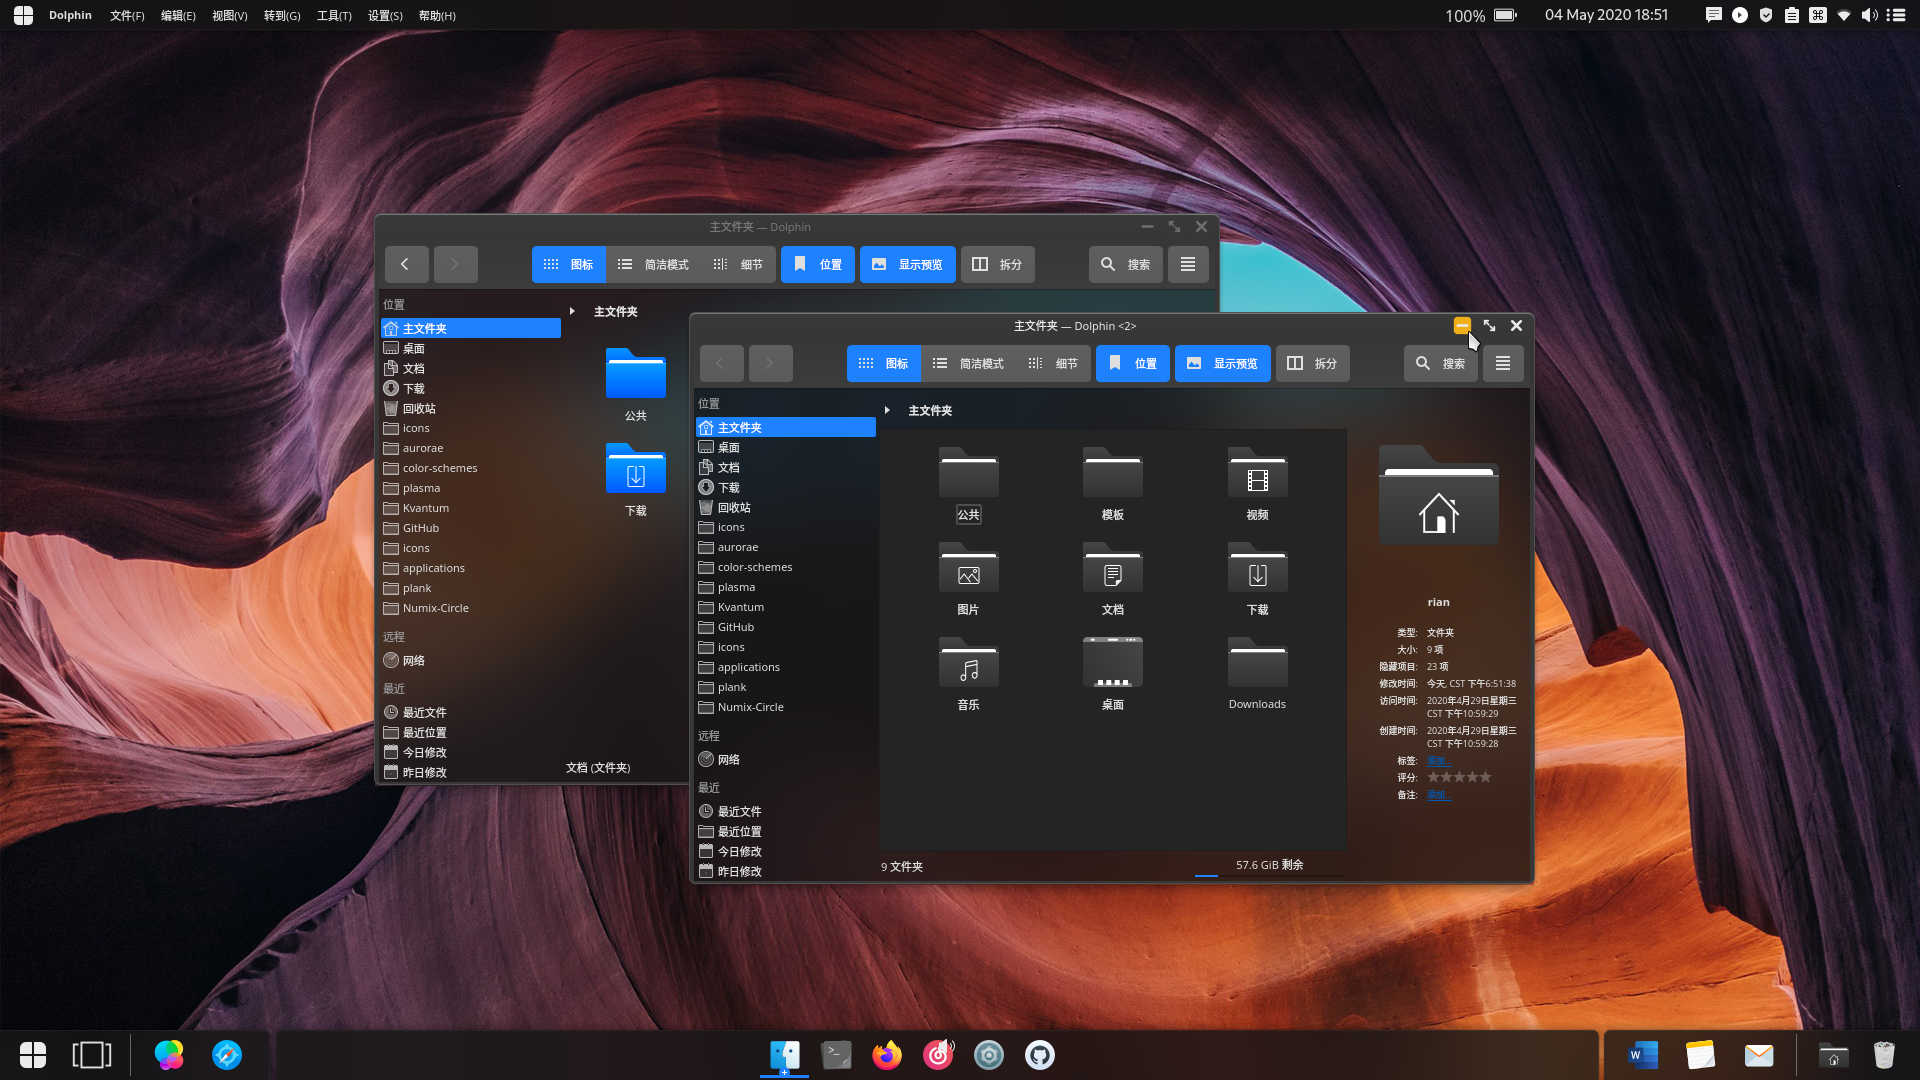 Dolphin 文件(F) 编辑(E) 视图(V) 转到(G) 工具(T) 设置(S) 帮助(H)
100% 04 May 2020 18:51
主文件夹 — Dolphin
图标 简洁模式 细节 位置 显示预览 拆分 搜索
位置
主文件夹
桌面
文档
下载
回收站
icons
aurorae
color-schemes
plasma
Kvantum
GitHub
icons
applications
plank
Numix-Circle
远程
网络
最近
最近文件
最近位置
今日修改
昨日修改
主文件夹
公共
下载
文档 (文件夹)
主文件夹 — Dolphin <2>
图标 简洁模式 细节 位置 显示预览 拆分 搜索
位置
主文件夹
桌面
文档
下载
回收站
icons
aurorae
color-schemes
plasma
Kvantum
GitHub
icons
applications
plank
Numix-Circle
远程
网络
最近
最近文件
最近位置
今日修改
昨日修改
主文件夹
公共 模板 视频
图片 文档 下载
音乐 桌面 Downloads
9 文件夹 57.6 GiB 剩余
rian
类型: 文件夹
大小: 9 项
隐藏项目: 23 项
修改时间: 今天, CST 下午6:51:38
访问时间: 2020年4月29日星期三
CST 下午10:59:29
创建时间: 2020年4月29日星期三
CST 下午10:59:28
标签: 添加...
评分:
备注: 添加...
W